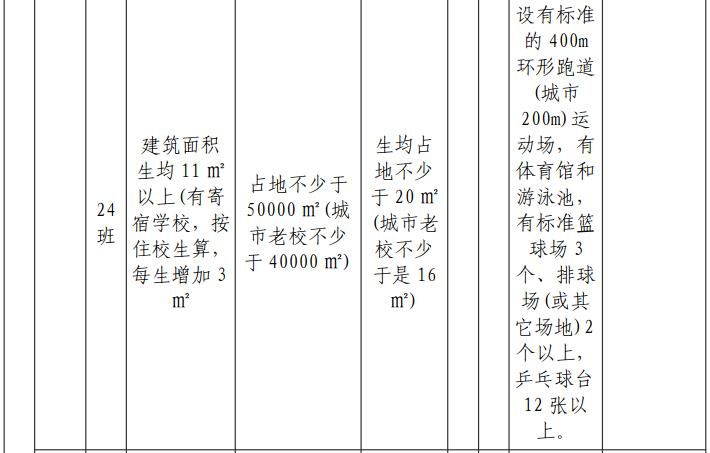 24
班
建筑面积
生均 11 ㎡
以上(有寄
宿学校，按
住校生算，
每生增加 3
㎡
占地不少于
50000 ㎡(城
市老校不少
于 40000 ㎡)
生均占
地不少
于 20 ㎡
(城市老
校不少
于是 16
㎡)
设有标准
的 400m
环形跑道
(城市
200m)运
动场，有
体育馆和
游泳池，
有标准篮
球场 3
个、排球
场(或其
它场地)2
个以上，
乒乓球台
12 张以
上。